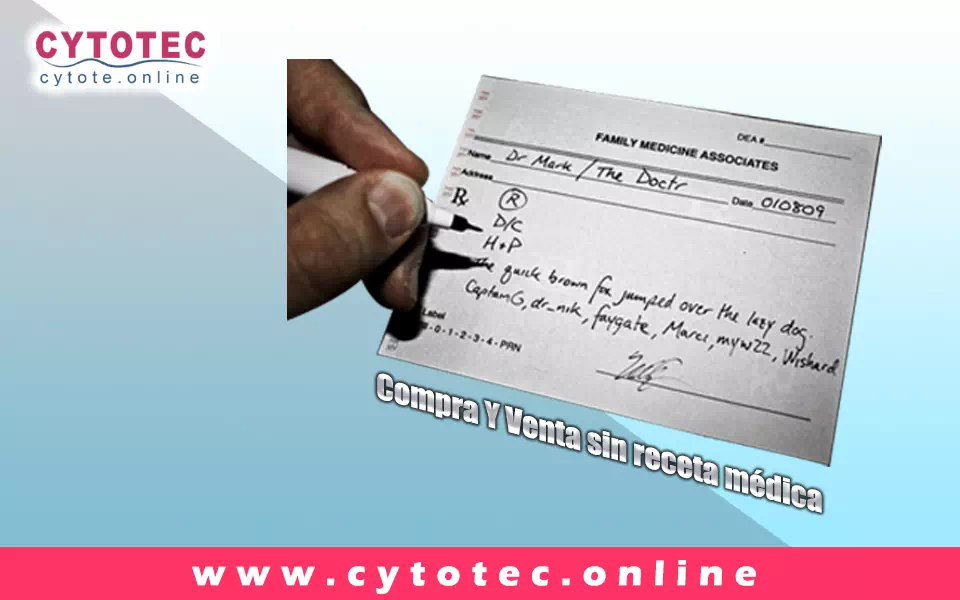 CYTOTEC
cytote.online
DEA #
FAMILY MEDICINE ASSOCIATES
Name Dr Mark / The Doctr
Address
Date 010809
Rx R
D/C
H+P
The quick brown fox jumped over the lazy dog.
CaptainG, dr_nik, faygate, Marci, myw22, Wishard
Label
0-1-2-3-4-PRN
Compra Y Venta sin receta médica
www.cytotec.online